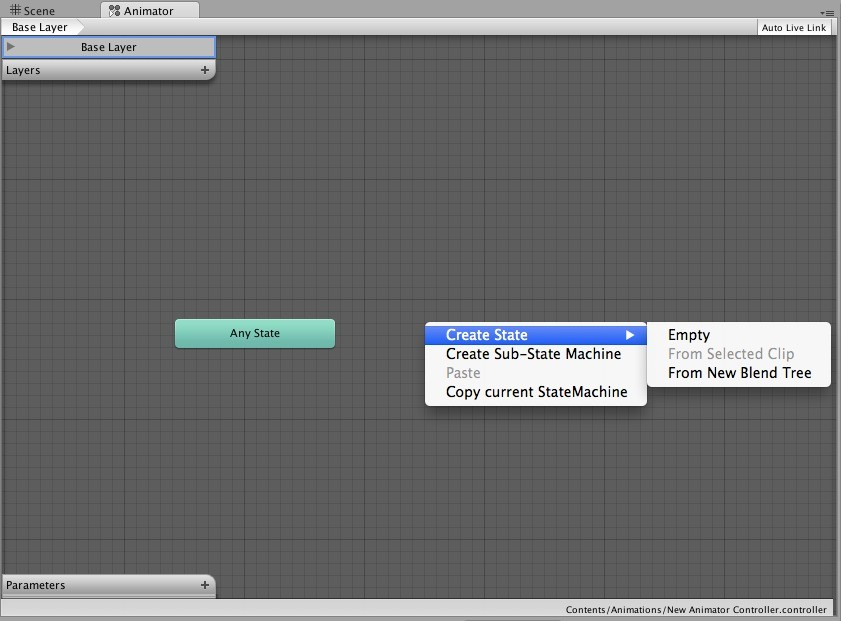 Scene
Animator
Base Layer
Auto Live Link
Base Layer
Layers
Any State
Create State
Create Sub-State Machine
Paste
Copy current StateMachine
Empty
From Selected Clip
From New Blend Tree
Parameters
Contents/Animations/New Animator Controller.controller